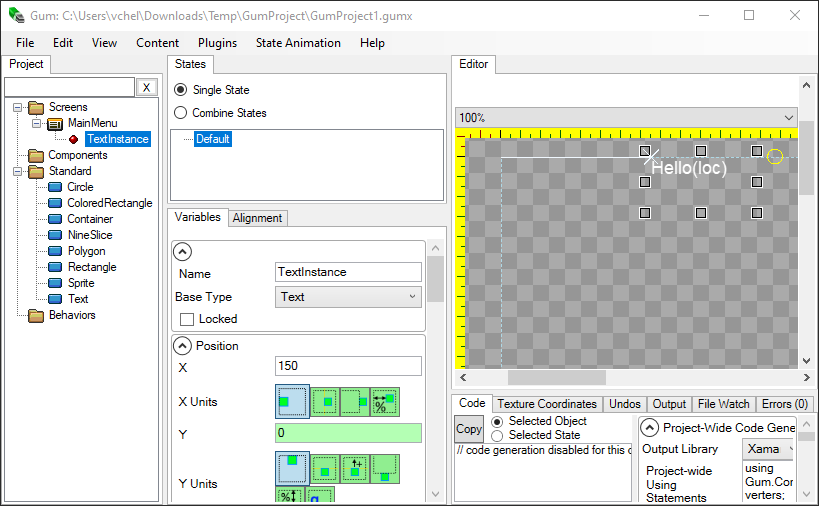 Gum: C:\Users\vchel\Downloads\Temp\GumProject\GumProject1.gumx
File Edit View Content Plugins State Animation Help
Project
X
Screens
MainMenu
TextInstance
Components
Standard
Circle
ColoredRectangle
Container
NineSlice
Polygon
Rectangle
Sprite
Text
Behaviors
States
Single State
Combine States
Default
Variables Alignment
Name TextInstance
Base Type Text
Locked
Position
X 150
X Units %
Y 0
Y Units
%
Editor
100%
Hello(loc)
Code Texture Coordinates Undos Output File Watch Errors (0)
Copy
Selected Object
Selected State
// code generation disabled for this o
Project-Wide Code Gene
Output Library Xama
Project-wide
Using
Statements
using
Gum.Con
verters;